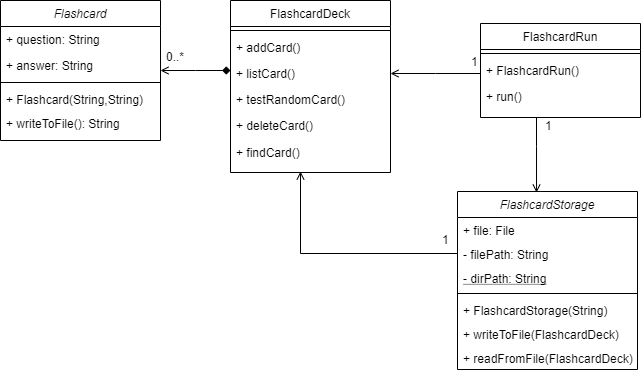 Flashcard
+ question: String
+ answer: String
+ Flashcard(String,String)
+ writeToFile(): String
0..*
FlashcardDeck
+ addCard()
+ listCard()
+ testRandomCard()
+ deleteCard()
+ findCard()
1
FlashcardRun
+ FlashcardRun()
+ run()
1
1
FlashcardStorage
+ file: File
- filePath: String
- dirPath: String
+ FlashcardStorage(String)
+ writeToFile(FlashcardDeck)
+ readFromFile(FlashcardDeck)